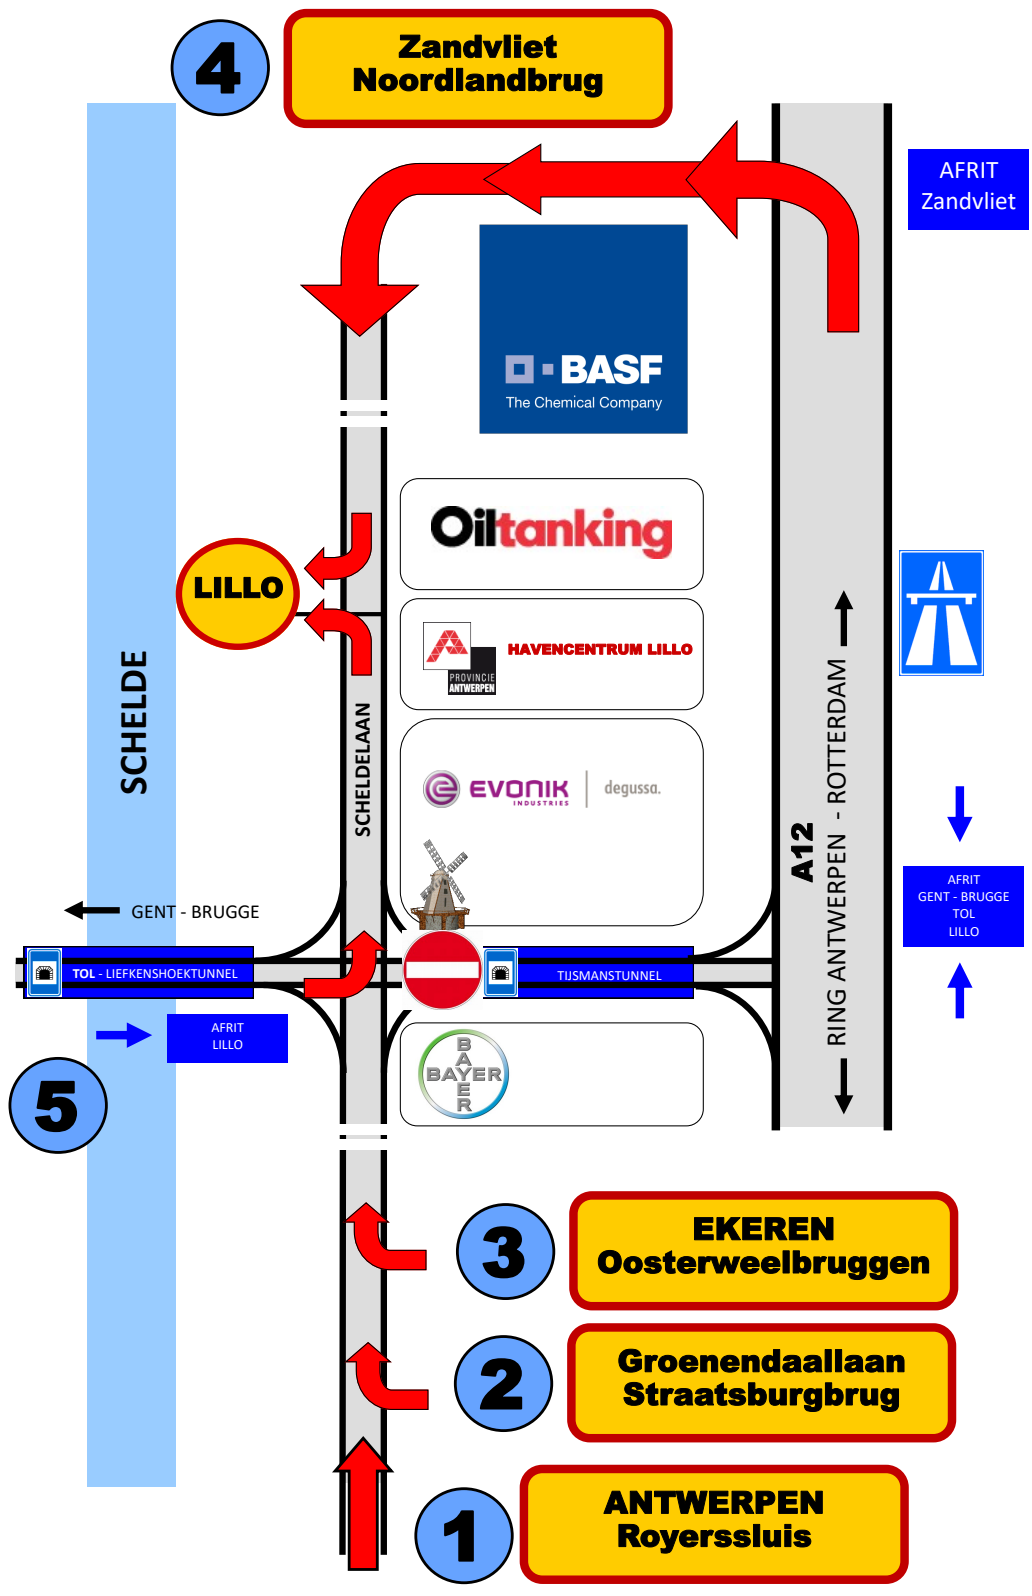 4
Zandvliet
Noordlandbrug
AFRIT
Zandvliet
BASF
The Chemical Company
Oiltanking
LILLO
PROVINCIE
ANTWERPEN
HAVENCENTRUM LILLO
SCHELDE
SCHELDELAAN
EVONIK
INDUSTRIES
degussa.
A12
RING ANTWERPEN - ROTTERDAM
AFRIT
GENT - BRUGGE
TOL
LILLO
GENT - BRUGGE
TOL - LIEFKENSHOEKTUNNEL
TIJSMANSTUNNEL
AFRIT
LILLO
BAYER
BAYER
5
3
EKEREN
Oosterweelbruggen
2
Groenendaallaan
Straatsburgbrug
1
ANTWERPEN
Royerssluis